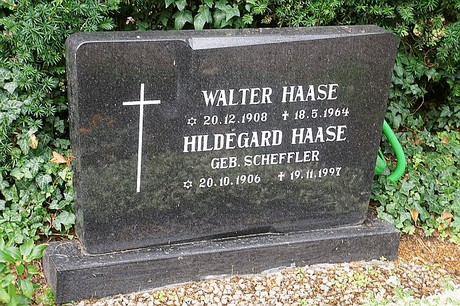 WALTER HAASE
✡ 20.12.1908 ✝ 18.5.1964
HILDEGARD HAASE
GEB. SCHEFFLER
✡ 20.10.1906 ✝ 19.11.1997